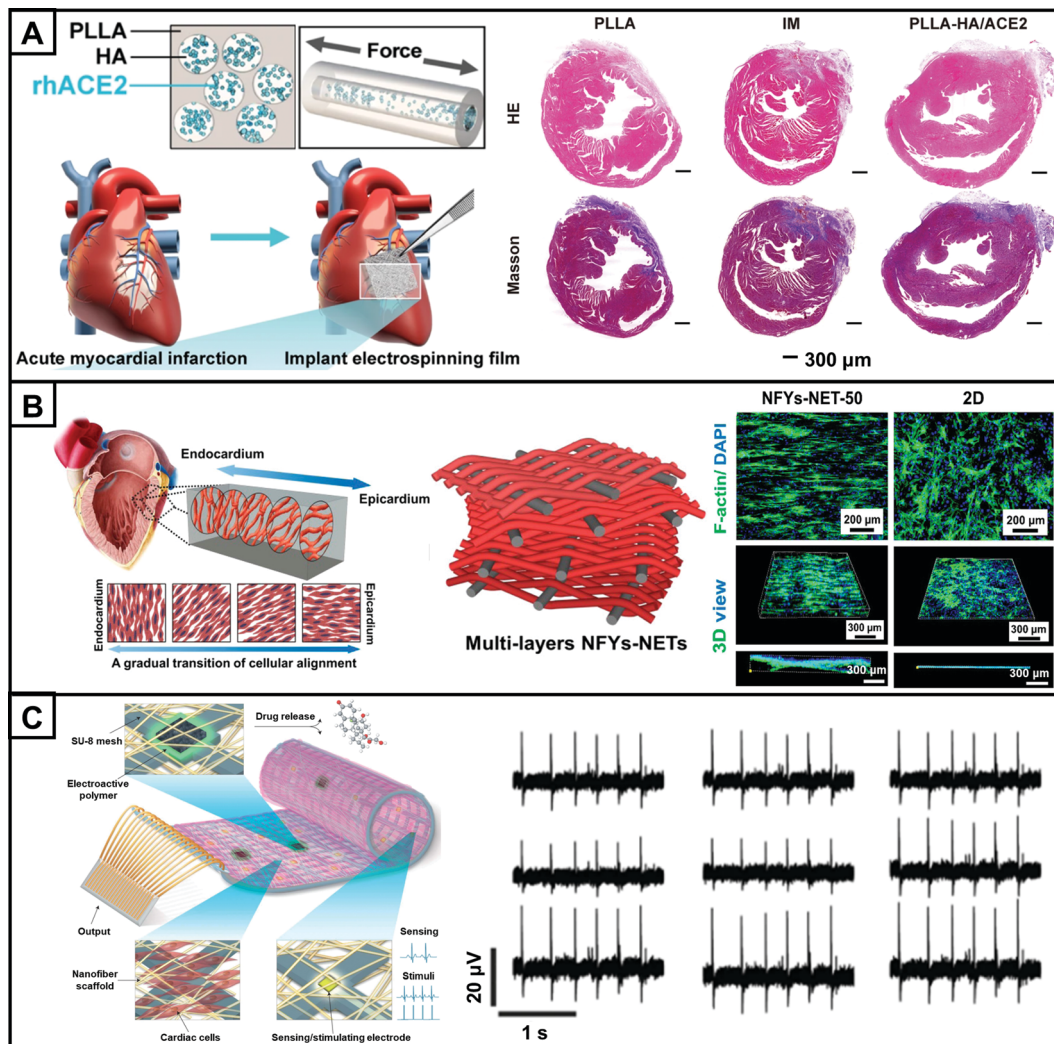 A
PLLA
HA
rhACE2
Force
Acute myocardial infarction
Implant electrospinning film
PLLA
IM
PLLA-HA/ACE2
HE
Masson
300 µm
B
Endocardium
Epicardium
Endocardium
Epicardium
A gradual transition of cellular alignment
Multi-layers NFYs-NETs
NFYs-NET-50
2D
F-actin/ DAPI
200 µm
200 µm
3D view
300 µm
300 µm
300 µm
300 µm
C
SU-8 mesh
Electroactive
polymer
Drug release
Output
Nanofiber
scaffold
Cardiac cells
Sensing/stimulating electrode
Sensing
Stimuli
20 µV
1 s